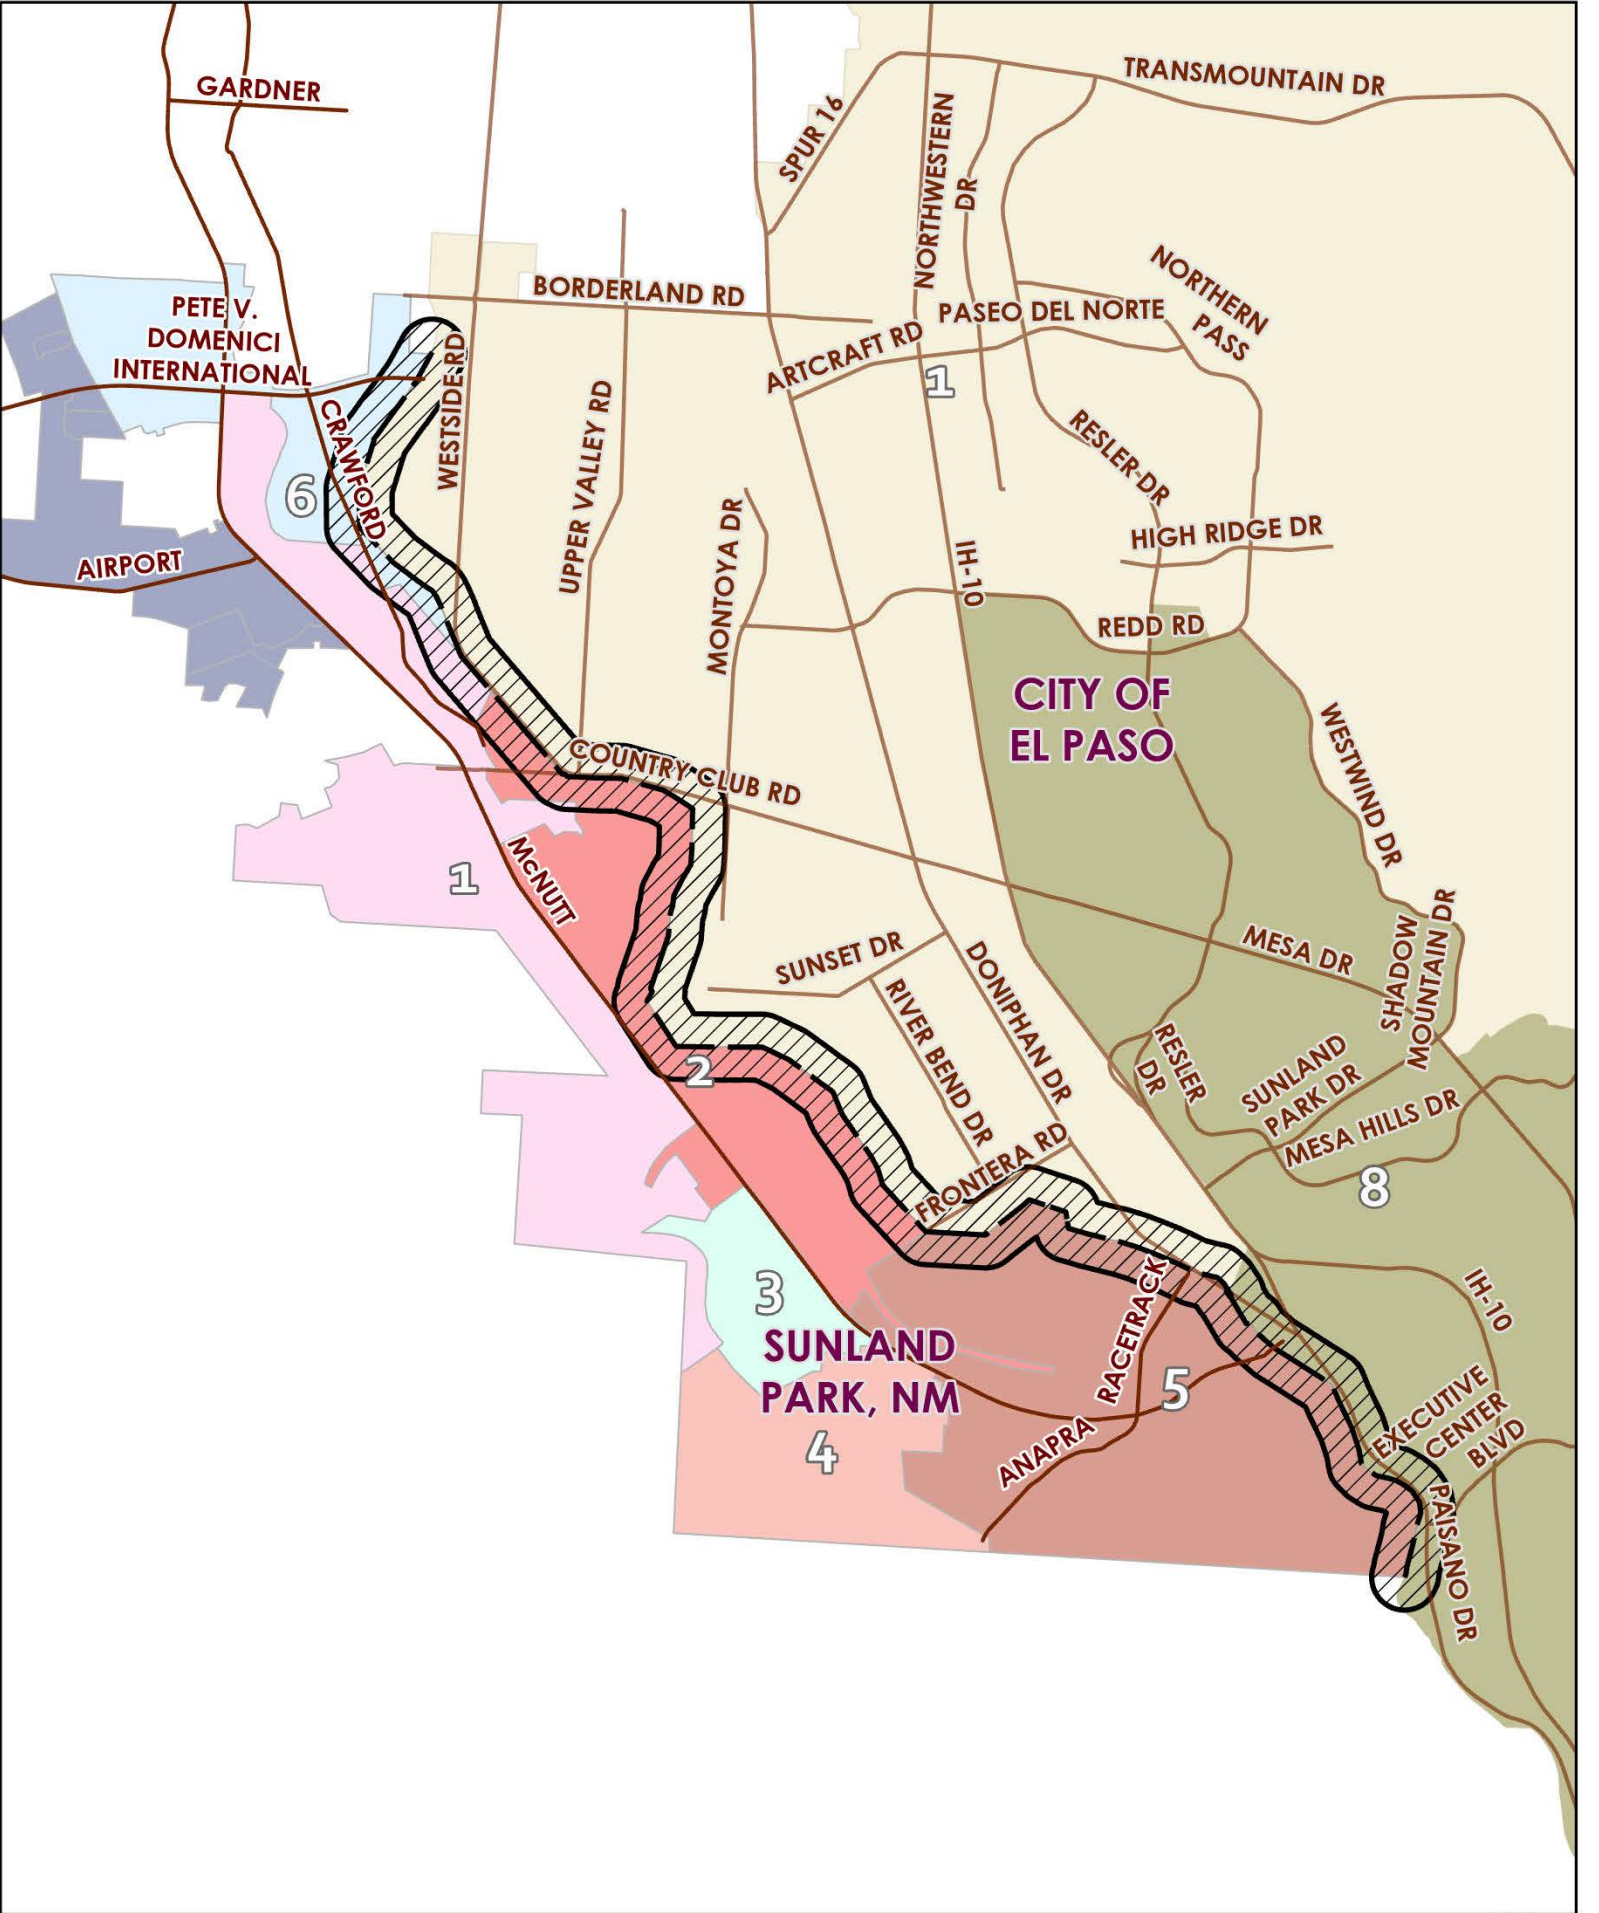 TRANSMOUNTAIN DR
GARDNER
SPUR 16
NORTHWESTERN
DR
NORTHERN
PASS
BORDERLAND RD
PASEO DEL NORTE
PETE V.
DOMENICI
INTERNATIONAL
ARTCRAFT RD
1
WESTSIDE RD
CRAWFORD
UPPER VALLEY RD
RESLER DR
6
MONTOYA DR
HIGH RIDGE DR
IH-10
AIRPORT
REDD RD
CITY OF
EL PASO
WESTWIND DR
COUNTRY CLUB RD
1
McNUTT
SUNSET DR
DONIPHAN DR
MESA DR
SHADOW
MOUNTAIN DR
RIVER BEND DR
RESLER
DR
SUNLAND
PARK DR
2
MESA HILLS DR
FRONTERA RD
8
3
IH-10
SUNLAND
PARK, NM
RACETRACK
5
4
ANAPRA
EXECUTIVE
CENTER
BLVD
PAISANO DR